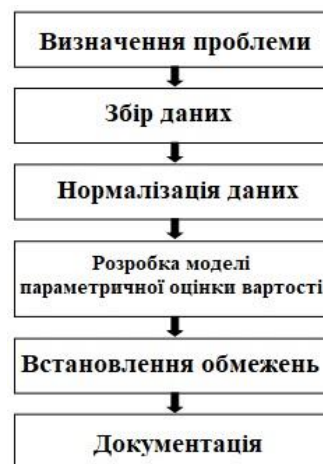 Визначення проблеми
Збір даних
Нормалізація даних
Розробка моделі
параметричної оцінки вартості
Встановлення обмежень
Документація